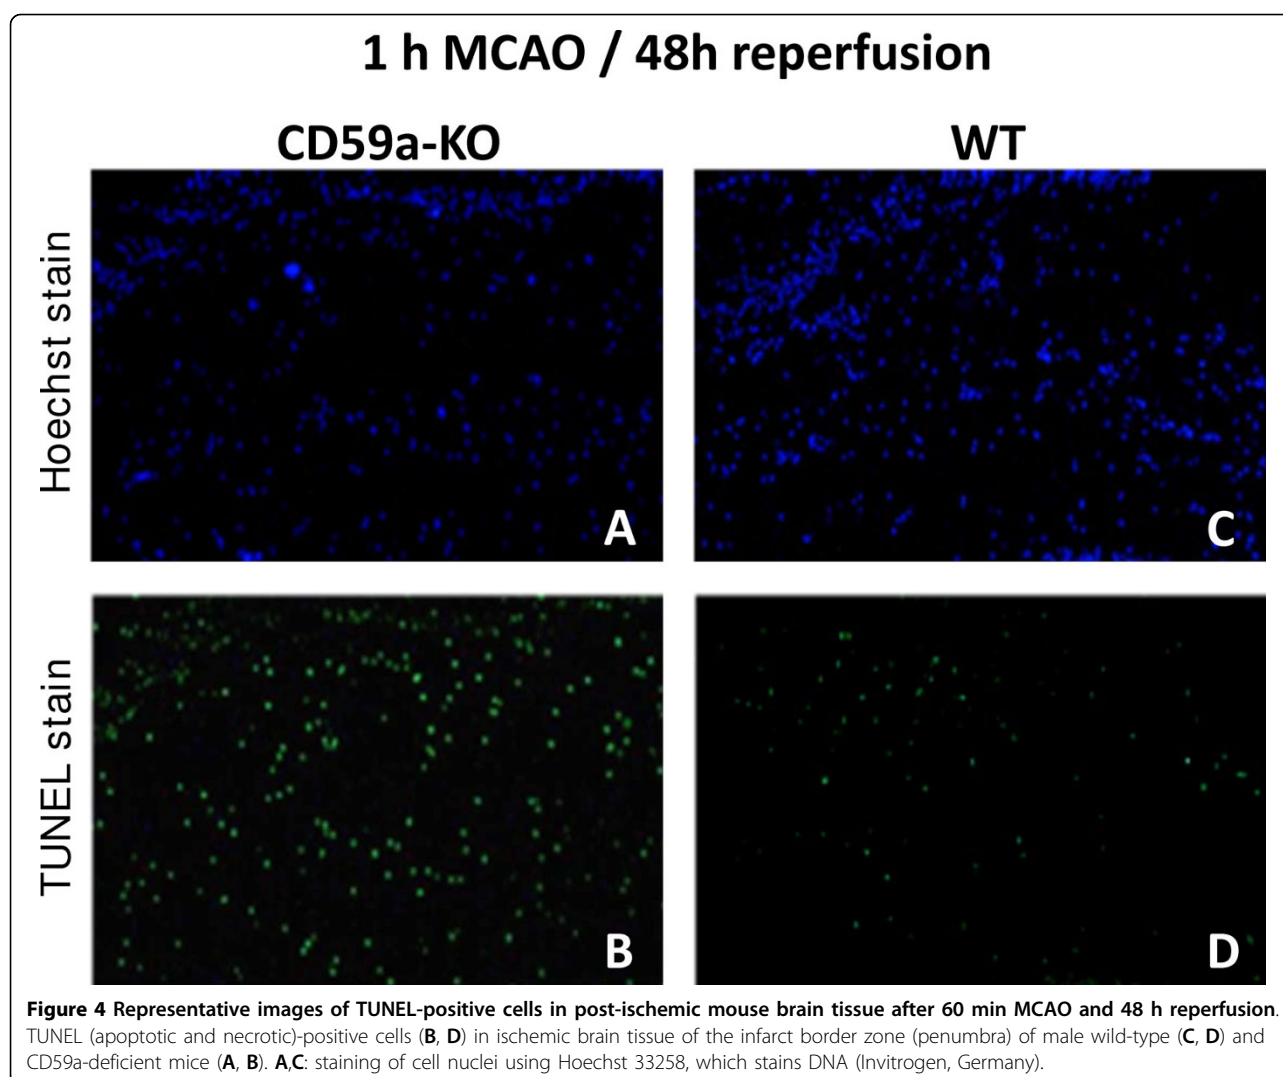 1 h MCAO / 48h reperfusion
CD59a-KO
WT
Hoechst stain
A
C
TUNEL stain
B
D
Figure 4 Representative images of TUNEL-positive cells in post-ischemic mouse brain tissue after 60 min MCAO and 48 h reperfusion.
TUNEL (apoptotic and necrotic)-positive cells (B, D) in ischemic brain tissue of the infarct border zone (penumbra) of male wild-type (C, D) and
CD59a-deficient mice (A, B). A,C: staining of cell nuclei using Hoechst 33258, which stains DNA (Invitrogen, Germany).